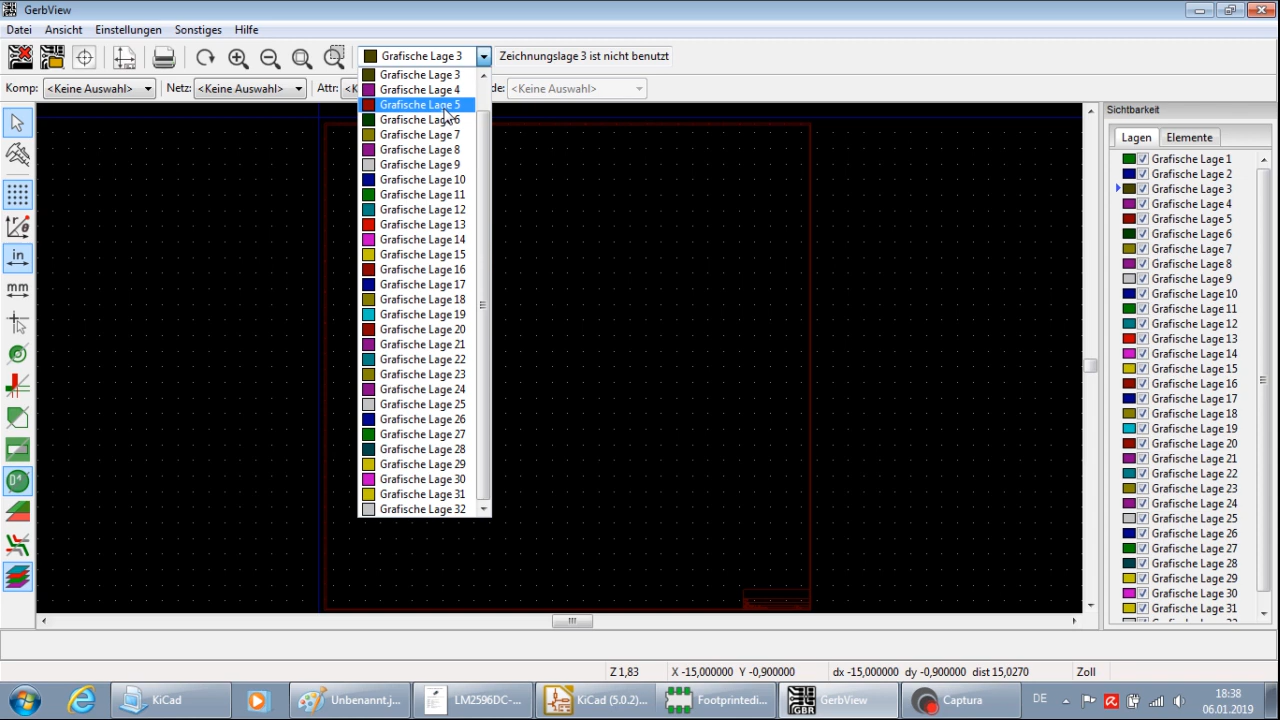 GerbView
Datei Ansicht Einstellungen Sonstiges Hilfe
GBR
Grafische Lage 3
Zeichnungslage 3 ist nicht benutzt
Komp: <Keine Auswahl>
Netz: <Keine Auswahl>
Attr: <K
de: <Keine Auswahl>
Grafische Lage 3
Grafische Lage 4
Grafische Lage 5
Grafische Lage 6
Grafische Lage 7
Grafische Lage 8
Grafische Lage 9
Grafische Lage 10
Grafische Lage 11
Grafische Lage 12
Grafische Lage 13
Grafische Lage 14
Grafische Lage 15
Grafische Lage 16
Grafische Lage 17
Grafische Lage 18
Grafische Lage 19
Grafische Lage 20
Grafische Lage 21
Grafische Lage 22
Grafische Lage 23
Grafische Lage 24
Grafische Lage 25
Grafische Lage 26
Grafische Lage 27
Grafische Lage 28
Grafische Lage 29
Grafische Lage 30
Grafische Lage 31
Grafische Lage 32
in
mm
Sichtbarkeit
Lagen Elemente
Grafische Lage 1
Grafische Lage 2
Grafische Lage 3
Grafische Lage 4
Grafische Lage 5
Grafische Lage 6
Grafische Lage 7
Grafische Lage 8
Grafische Lage 9
Grafische Lage 10
Grafische Lage 11
Grafische Lage 12
Grafische Lage 13
Grafische Lage 14
Grafische Lage 15
Grafische Lage 16
Grafische Lage 17
Grafische Lage 18
Grafische Lage 19
Grafische Lage 20
Grafische Lage 21
Grafische Lage 22
Grafische Lage 23
Grafische Lage 24
Grafische Lage 25
Grafische Lage 26
Grafische Lage 27
Grafische Lage 28
Grafische Lage 29
Grafische Lage 30
Grafische Lage 31
Z 1,83
X -15,000000 Y -0,900000
dx -15,000000 dy -0,900000 dist 15,0270
Zoll
KiCad
Unbenannt.j...
LM2596DC-...
KiCad (5.0.2)...
Footprintedi...
GBR
GerbView
Captura
DE
18:38
06.01.2019